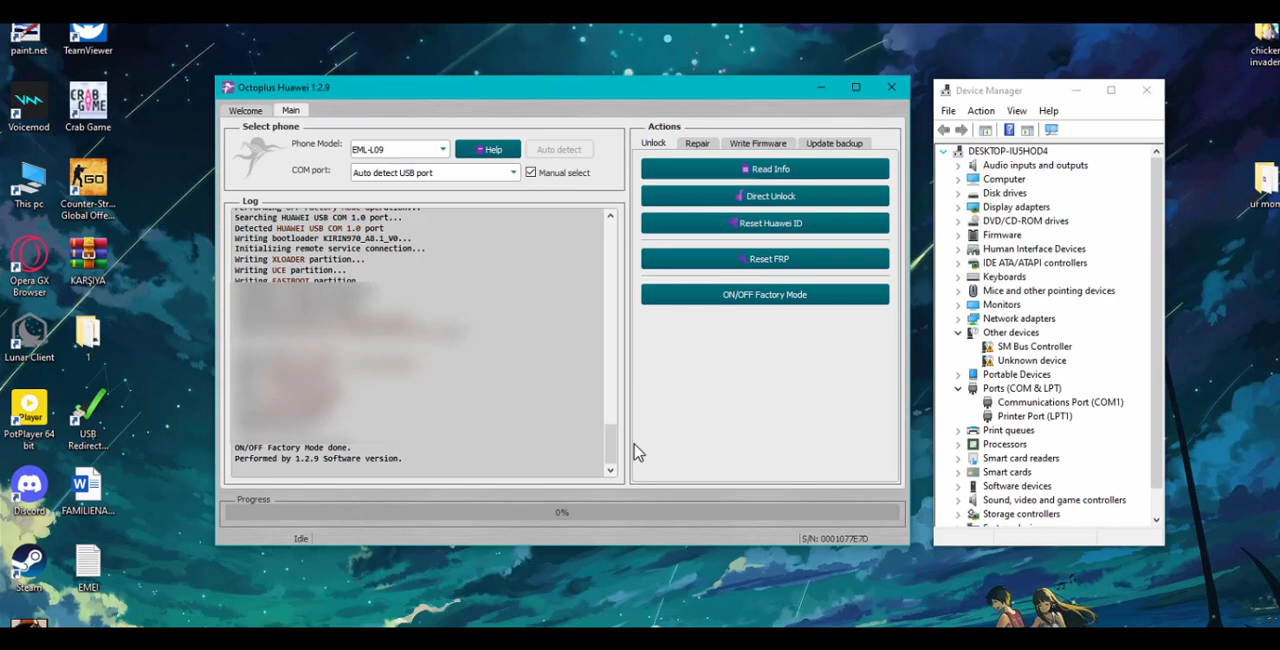 paint.net
TeamViewer
Voicemod
Crab Game
This pc
Counter-Str...
Global Offe...
Opera GX
Browser
KARŞIYA
Lunar Client
1
PotPlayer 64
bit
USB
Redirect...
Discord
FAMILIENA...
Steam
EMEI
chicken
invader
ur mom
Octoplus Huawei 1.2.9
Welcome
Main
Select phone
Phone Model:
EML-L09
Help
Auto detect
COM port:
Auto detect USB port
Manual select
Log
Searching HUAWEI USB COM 1.0 port...
Detected HUAWEI USB COM 1.0 port
Writing bootloader KIRIN970_A8.1_V0...
Initializing remote service connection...
Writing XLOADER partition...
Writing UCE partition...
Writing FASTBOOT partition
ON/OFF Factory Mode done.
Performed by 1.2.9 Software version.
Actions
Unlock
Repair
Write Firmware
Update backup
Read Info
Direct Unlock
Reset Huawei ID
Reset FRP
ON/OFF Factory Mode
Progress
0%
Idle
S/N: 0001077E7D
Device Manager
File Action View Help
DESKTOP-IUSHOD4
Audio inputs and outputs
Computer
Disk drives
Display adapters
DVD/CD-ROM drives
Firmware
Human Interface Devices
IDE ATA/ATAPI controllers
Keyboards
Mice and other pointing devices
Monitors
Network adapters
Other devices
SM Bus Controller
Unknown device
Portable Devices
Ports (COM & LPT)
Communications Port (COM1)
Printer Port (LPT1)
Print queues
Processors
Smart card readers
Smart cards
Software devices
Sound, video and game controllers
Storage controllers